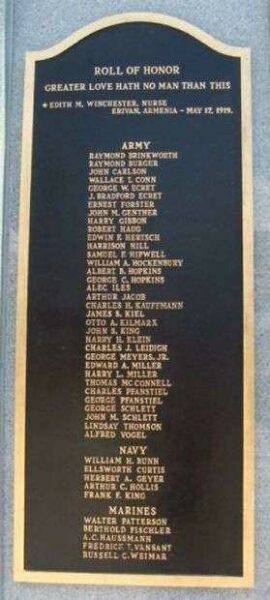 ROLL OF HONOR
GREATER LOVE HATH NO MAN THAN THIS
★ EDITH M. WINCHESTER, NURSE
ERIVAN, ARMENIA - MAY 17, 1919.
ARMY
RAYMOND BRINKWORTH
RAYMOND BURGER
JOHN CARLSON
WALLACE T. CONN
GEORGE W. ECRET
J. BRADFORD ECRET
ERNEST FORSTER
JOHN M. GENTNER
HARRY GIBBON
ROBERT HAUG
EDWIN F. HERTSCH
HARRISON HILL
SAMUEL F. HIPWELL
WILLIAM A. HOCKENBURY
ALBERT B. HOPKINS
GEORGE C. HOPKINS
ALEC ILES
ARTHUR JACOB
CHARLES H. KAUFFMANN
JAMES S. KIEL
OTTO A. KILMARX
JOHN S. KING
HARRY H. KLEIN
CHARLES J. LEIDIGH
GEORGE MEYERS, JR.
EDWARD A. MILLER
HARRY L. MILLER
THOMAS McCONNELL
CHARLES PFANSTIEL
GEORGE PFANSTIEL
GEORGE SCHLETT
JOHN M. SCHLETT
LINDSAY THOMSON
ALFRED VOGEL
NAVY
WILLIAM H. BUNN
ELLSWORTH CURTIS
HERBERT A. GEYER
ARTHUR C. HOLLIS
FRANK F. KING
MARINES
WALTER PATTERSON
BERTHOLD FISCHLER
A.C. HAUSSMANN
FREDRICK T. VANSANT
RUSSELL C. WEIMAR